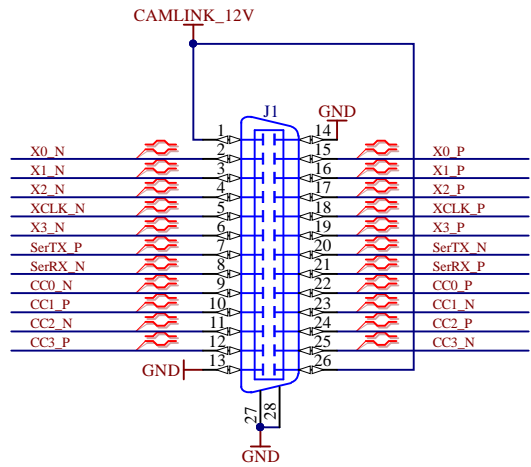 CAMLINK_12V
J1
GND
1 14
X0_N 2 15 X0_P
X1_N 3 16 X1_P
X2_N 4 17 X2_P
XCLK_N 5 18 XCLK_P
X3_N 6 19 X3_P
SerTX_P 7 20 SerTX_N
SerRX_N 8 21 SerRX_P
CC0_N 9 22 CC0_P
CC1_P 10 23 CC1_N
CC2_N 11 24 CC2_P
CC3_P 12 25 CC3_N
GND 13 26
27 28
GND